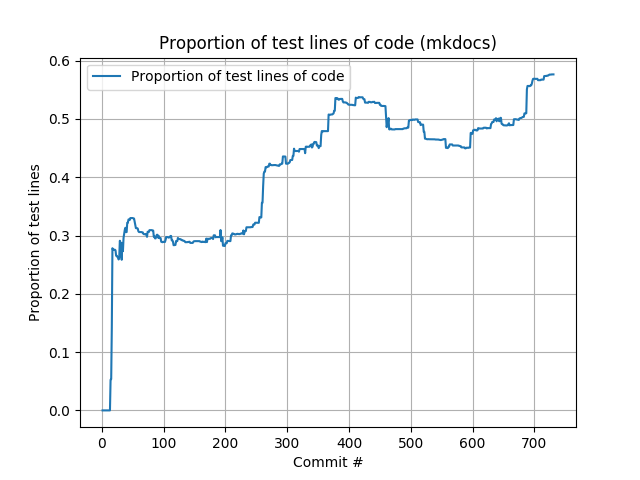 Proportion of test lines of code (mkdocs)
Proportion of test lines of code
0.6
0.5
0.4
0.3
0.2
0.1
0.0
Proportion of test lines
0 100 200 300 400 500 600 700
Commit #